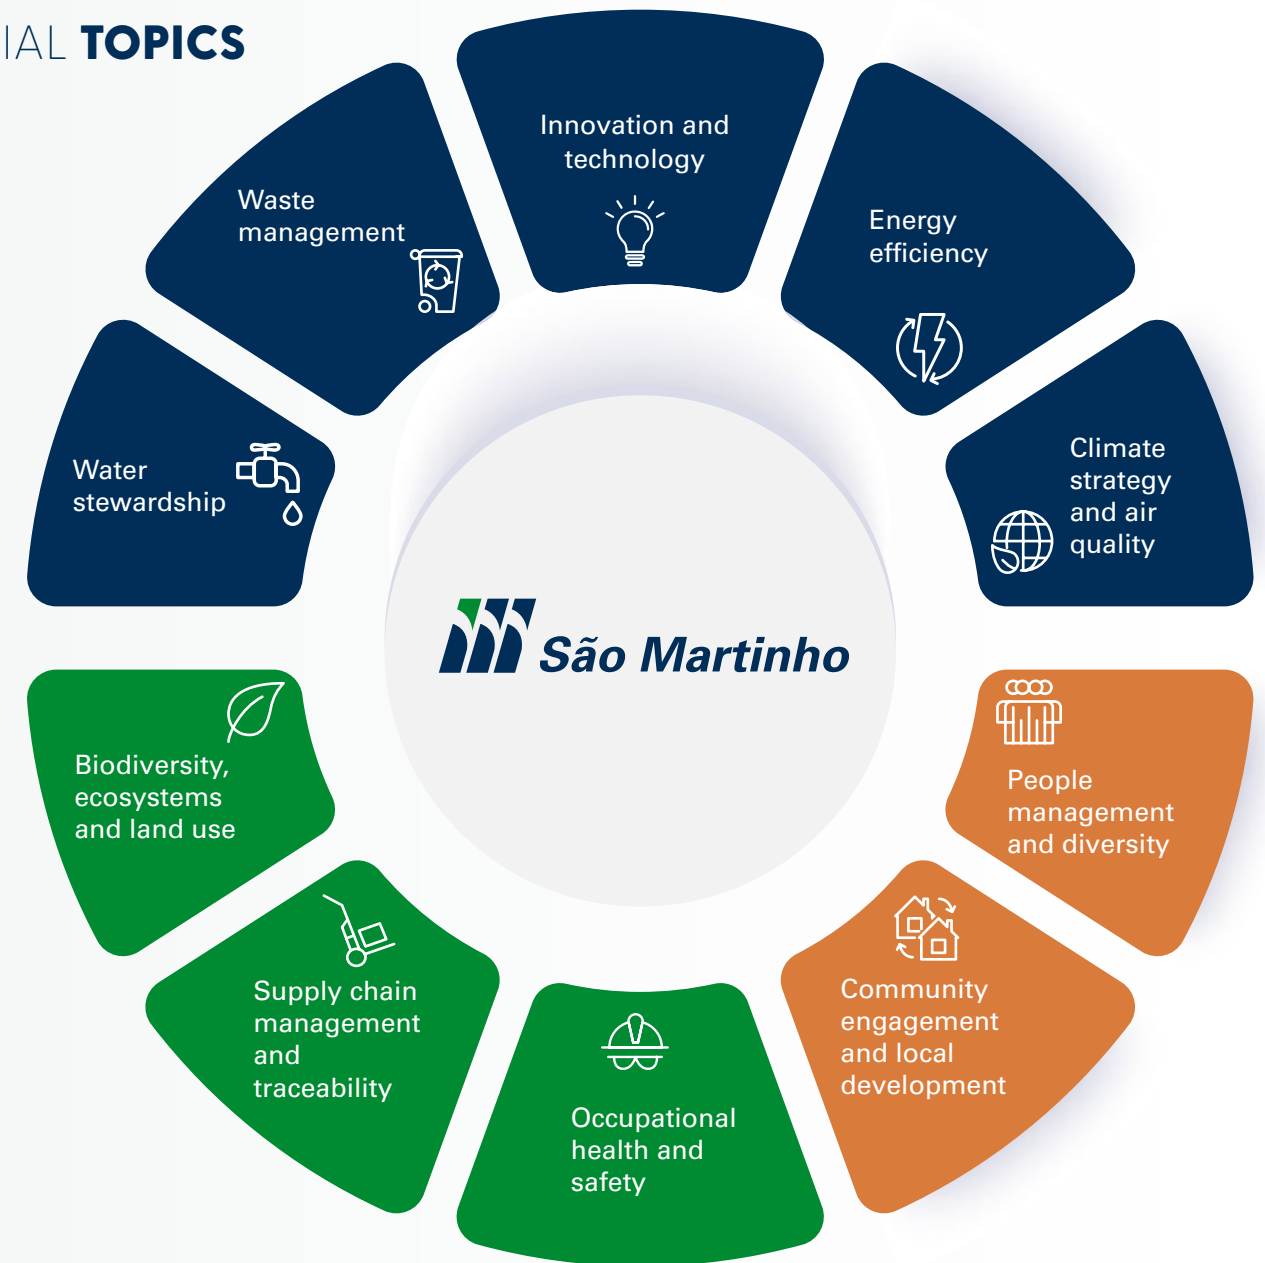 IAL TOPICS
Innovation and
technology
Energy
efficiency
Climate
strategy
and air
quality
People
management
and diversity
Community
engagement
and local
development
Occupational
health and
safety
Supply chain
management
and
traceability
Biodiversity,
ecosystems
and land use
Water
stewardship
Waste
management
São Martinho